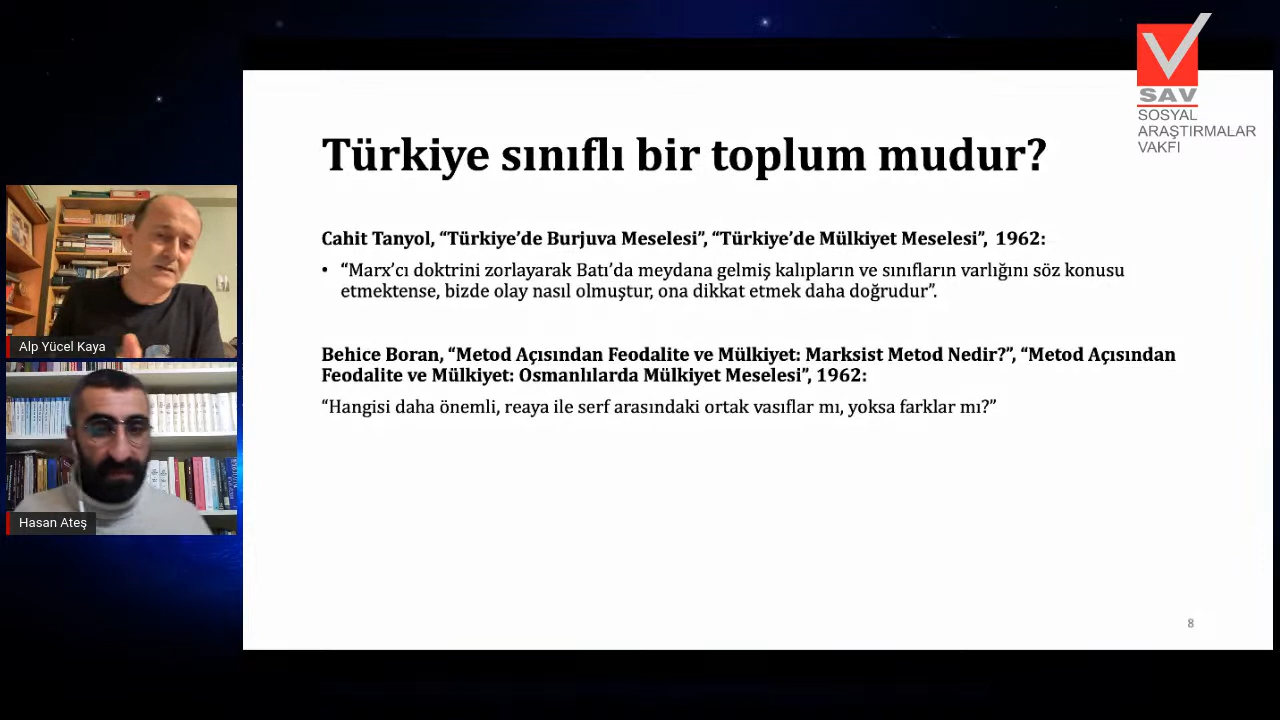 SAV
SOSYAL
ARAŞTIRMALAR
VAKFI
Türkiye sınıflı bir toplum mudur?
Cahit Tanyol, “Türkiye’de Burjuva Meselesi”, “Türkiye’de Mülkiyet Meselesi”, 1962:
• “Marx’cı doktrini zorlayarak Batı’da meydana gelmiş kalıpların ve sınıfların varlığını söz konusu
etmektense, bizde olay nasıl olmuştur, ona dikkat etmek daha doğrudur”.
Behice Boran, “Metod Açısından Feodalite ve Mülkiyet: Marksist Metod Nedir?”, “Metod Açısından
Feodalite ve Mülkiyet: Osmanlılarda Mülkiyet Meselesi”, 1962:
“Hangisi daha önemli, reaya ile serf arasındaki ortak vasıflar mı, yoksa farklar mı?”
8
Alp Yücel Kaya
Hasan Ateş